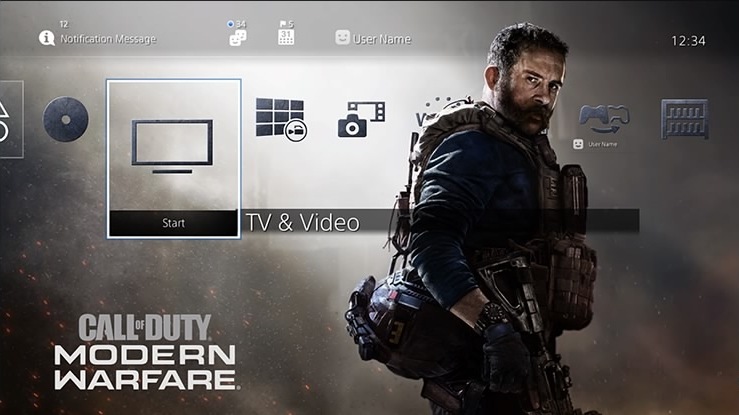 12
34
5
Notification Message
31
User Name
12:34
User Name
Start
TV & Video
CALL OF DUTY
MODERN
WARFARE